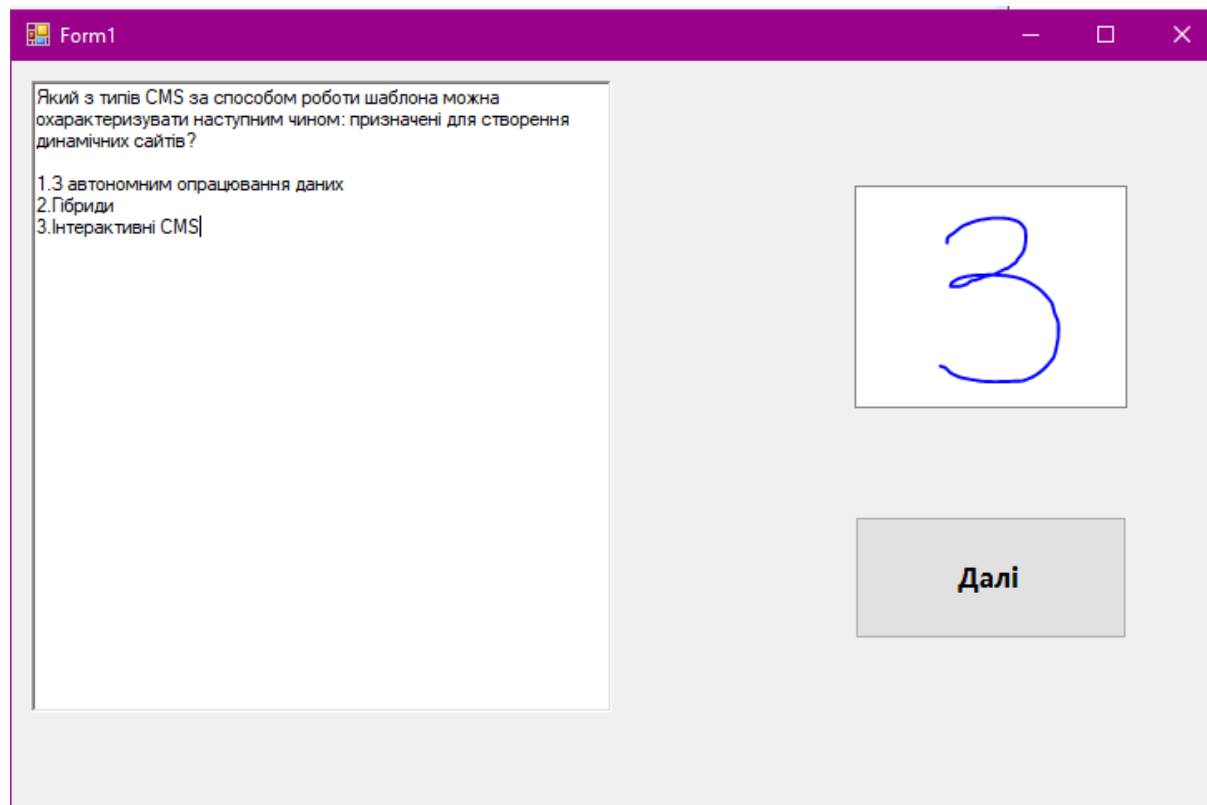 Form1
Який з типів CMS за способом роботи шаблона можна
охарактеризувати наступним чином: призначені для створення
динамічних сайтів?
1.З автономним опрацювання даних
2.Гібриди
3.Інтерактивні CMS
3
Далі